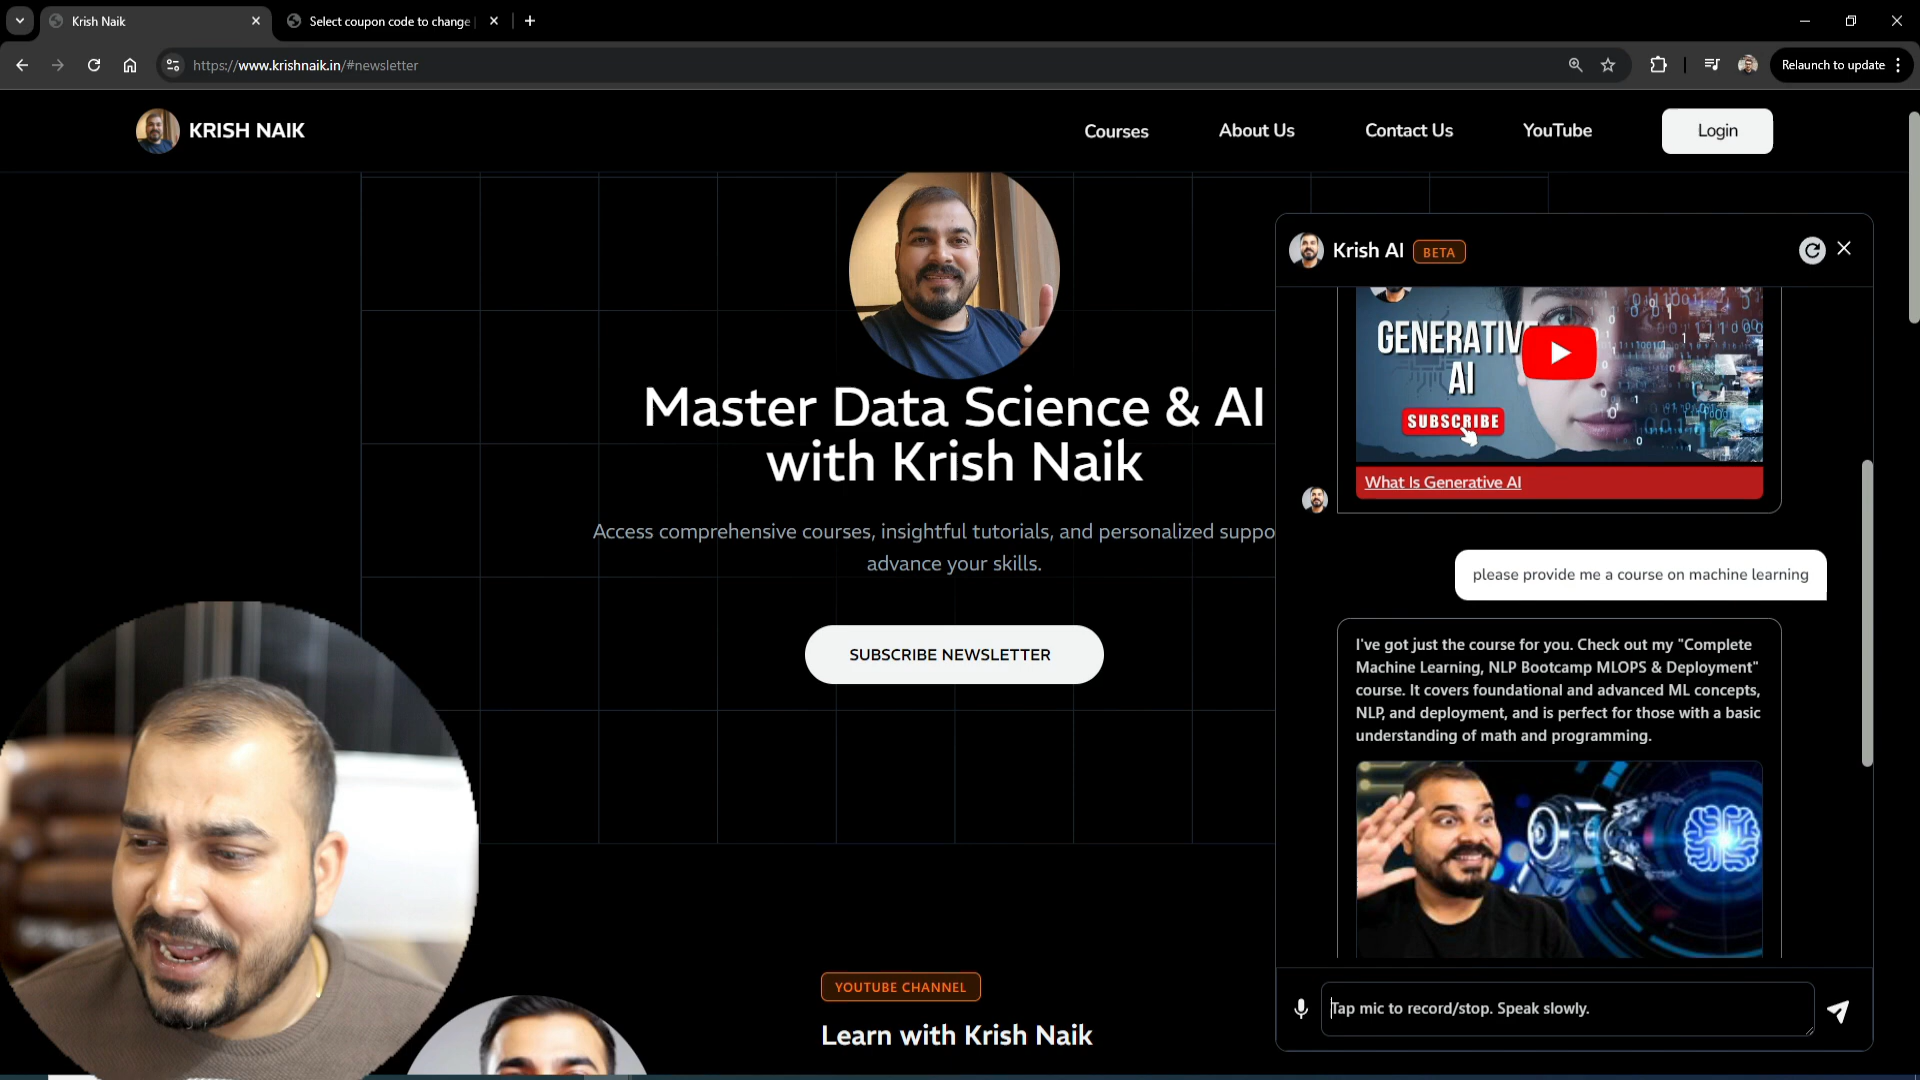 Krish Naik
Select coupon code to change
https://www.krishnaik.in/#newsletter
Relaunch to update
KRISH NAIK
Courses
About Us
Contact Us
YouTube
Login
Master Data Science & AI
with Krish Naik
Access comprehensive courses, insightful tutorials, and personalized suppo
advance your skills.
SUBSCRIBE NEWSLETTER
YOUTUBE CHANNEL
Learn with Krish Naik
Krish AI
BETA
GENERATIVE
AI
SUBSCRIBE
What Is Generative AI
please provide me a course on machine learning
I've got just the course for you. Check out my "Complete
Machine Learning, NLP Bootcamp MLOPS & Deployment"
course. It covers foundational and advanced ML concepts,
NLP, and deployment, and is perfect for those with a basic
understanding of math and programming.
Tap mic to record/stop. Speak slowly.